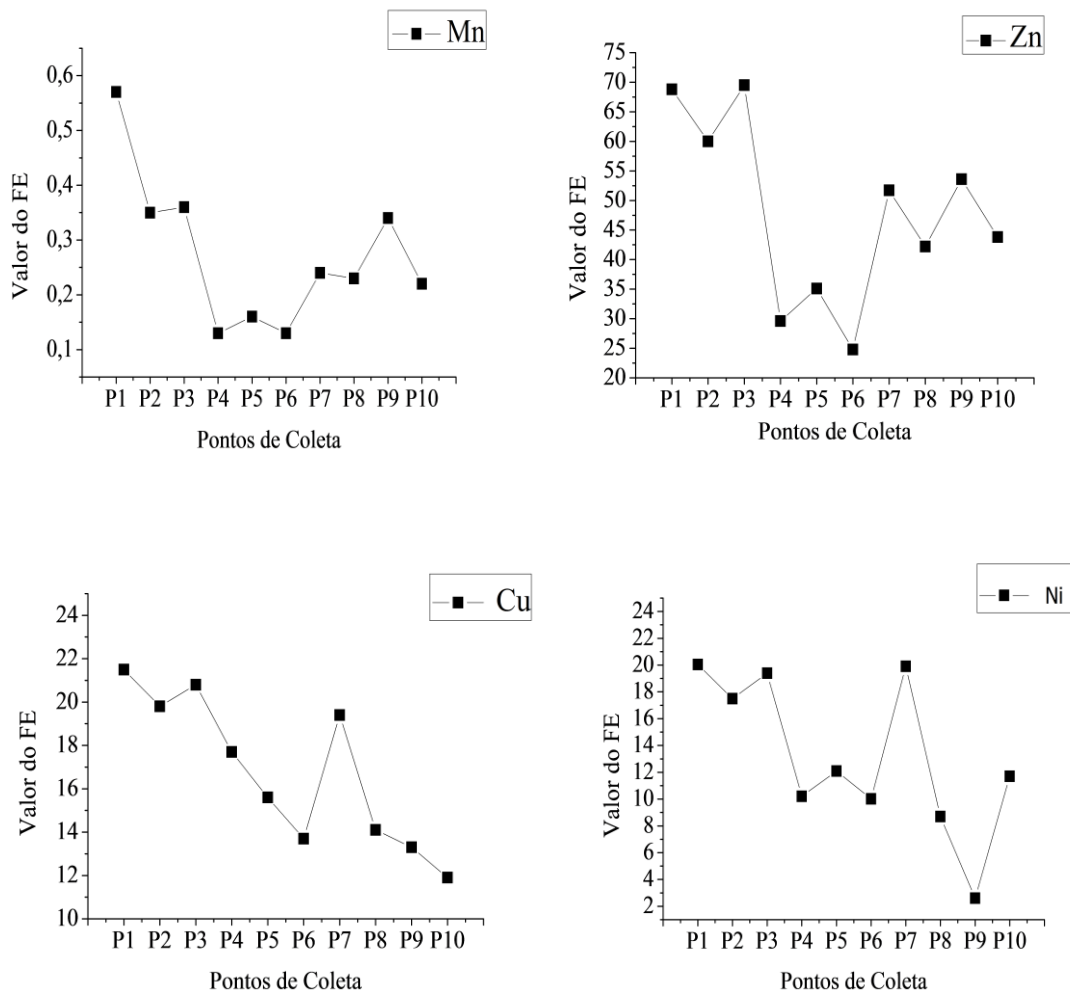 Mn
Valor do FE
0,6
0,5
0,4
0,3
0,2
0,1
P1 P2 P3 P4 P5 P6 P7 P8 P9 P10
Pontos de Coleta
Zn
Valor do FE
75
70
65
60
55
50
45
40
35
30
25
20
P1 P2 P3 P4 P5 P6 P7 P8 P9 P10
Pontos de Coleta
Cu
Valor do FE
24
22
20
18
16
14
12
10
P1 P2 P3 P4 P5 P6 P7 P8 P9 P10
Pontos de Coleta
Ni
Valor do FE
24
22
20
18
16
14
12
10
8
6
4
2
P1 P2 P3 P4 P5 P6 P7 P8 P9 P10
Pontos de Coleta